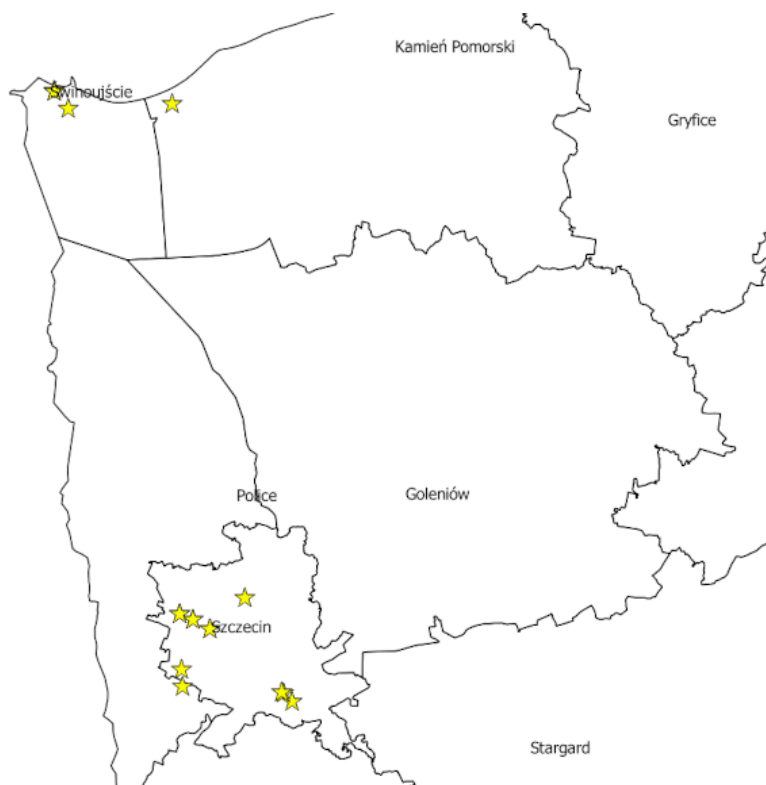 Kamień Pomorski
Świnoujście
Gryfice
Police
Goleniów
Szczecin
Stargard